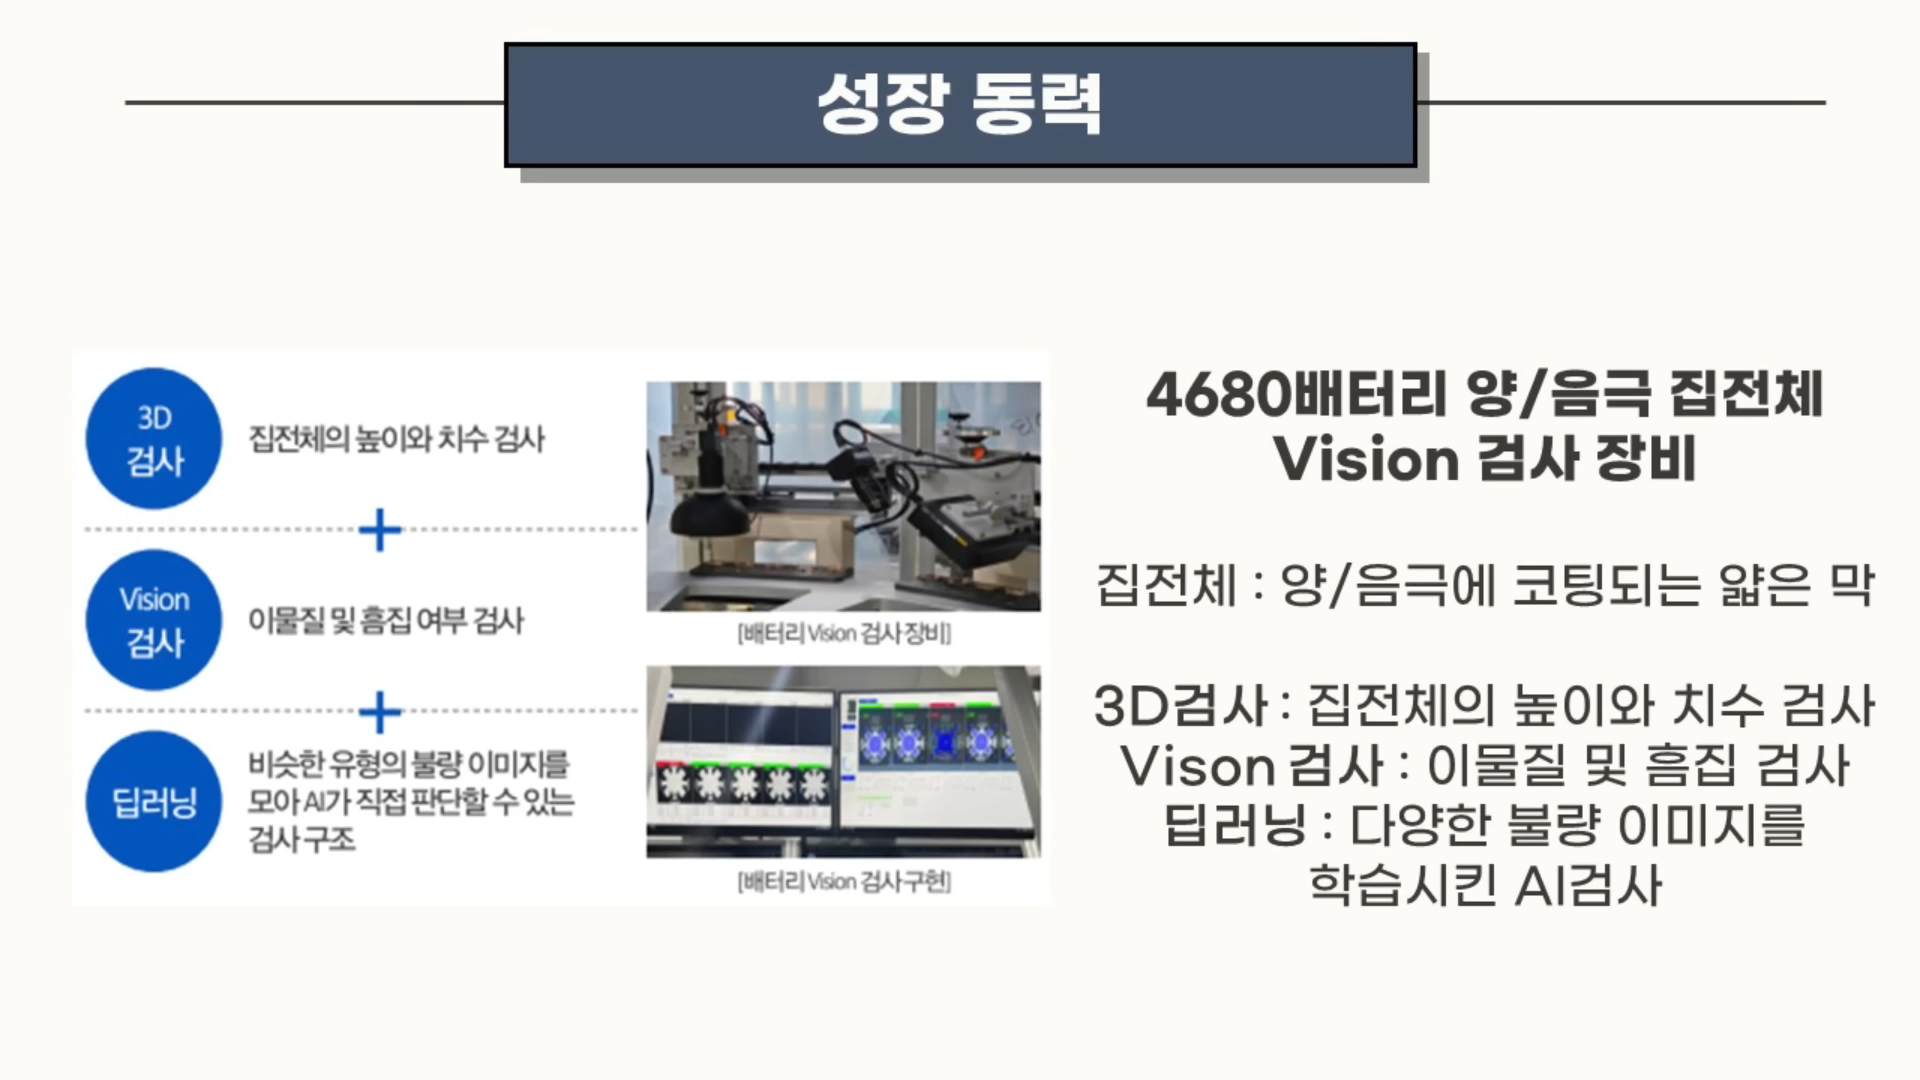 성장 동력
3D
검사
집전체의 높이와 치수 검사
Vision
검사
이물질 및 흠집 여부 검사
딥러닝
비슷한 유형의 불량 이미지를
모아 AI가 직접 판단할 수 있는
검사 구조
[배터리 Vision 검사 장비]
[배터리 Vision 검사 구현]
4680배터리 양/음극 집전체
Vision 검사 장비
집전체 : 양/음극에 코팅되는 얇은 막
3D검사 : 집전체의 높이와 치수 검사
Vison 검사 : 이물질 및 흠집 검사
딥러닝 : 다양한 불량 이미지를
학습시킨 AI검사